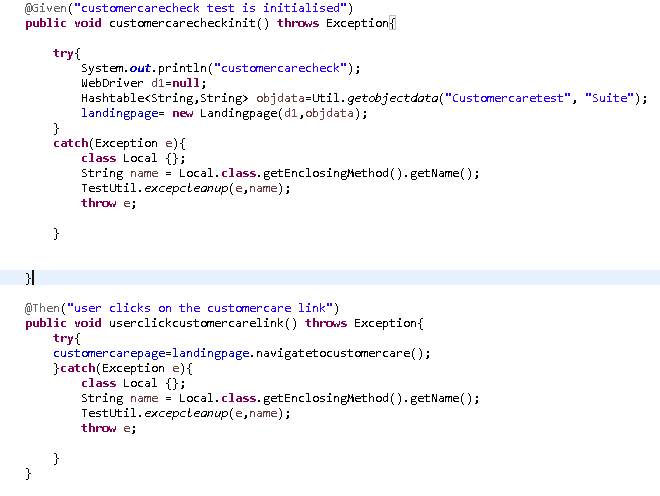 @Given("customercarecheck test is initialised")
public void customercarecheckinit() throws Exception{
try{
System.out.println("customercarecheck");
WebDriver d1=null;
Hashtable<String,String> objdata=Util.getobjectdata("Customercaretest", "Suite");
landingpage= new Landingpage(d1,objdata);
}
catch(Exception e){
class Local {};
String name = Local.class.getEnclosingMethod().getName();
TestUtil.excepcleanup(e,name);
throw e;
}
}
@Then("user clicks on the customercare link")
public void userclickcustomercarelink() throws Exception{
try{
customercarepage=landingpage.navigatetocustomercare();
}catch(Exception e){
class Local {};
String name = Local.class.getEnclosingMethod().getName();
TestUtil.excepcleanup(e,name);
throw e;
}
}